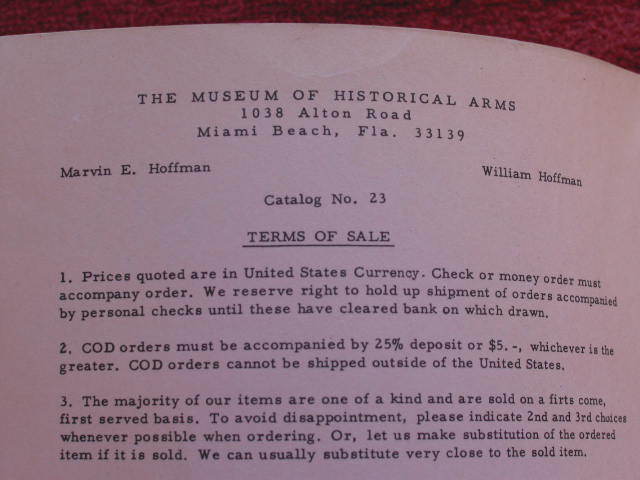 THE MUSEUM OF HISTORICAL ARMS
1038 Alton Road
Miami Beach, Fla. 33139
Marvin E. Hoffman
William Hoffman
Catalog No. 23
TERMS OF SALE
1. Prices quoted are in United States Currency. Check or money order must
accompany order. We reserve right to hold up shipment of orders accompanied
by personal checks until these have cleared bank on which drawn.
2. COD orders must be accompanied by 25% deposit or $5.-, whichever is the
greater. COD orders cannot be shipped outside of the United States.
3. The majority of our items are one of a kind and are sold on a firts come,
first served basis. To avoid disappointment, please indicate 2nd and 3rd choices
whenever possible when ordering. Or, let us make substitution of the ordered
item if it is sold. We can usually substitute very close to the sold item.